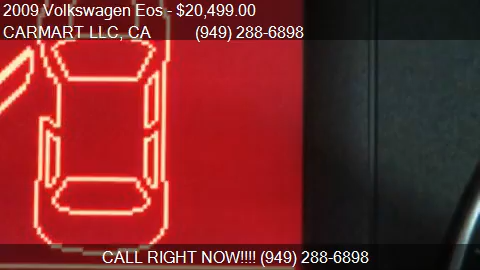 2009 Volkswagen Eos - $20,499.00
CARMART LLC, CA (949) 288-6898
CALL RIGHT NOW!!!! (949) 288-6898